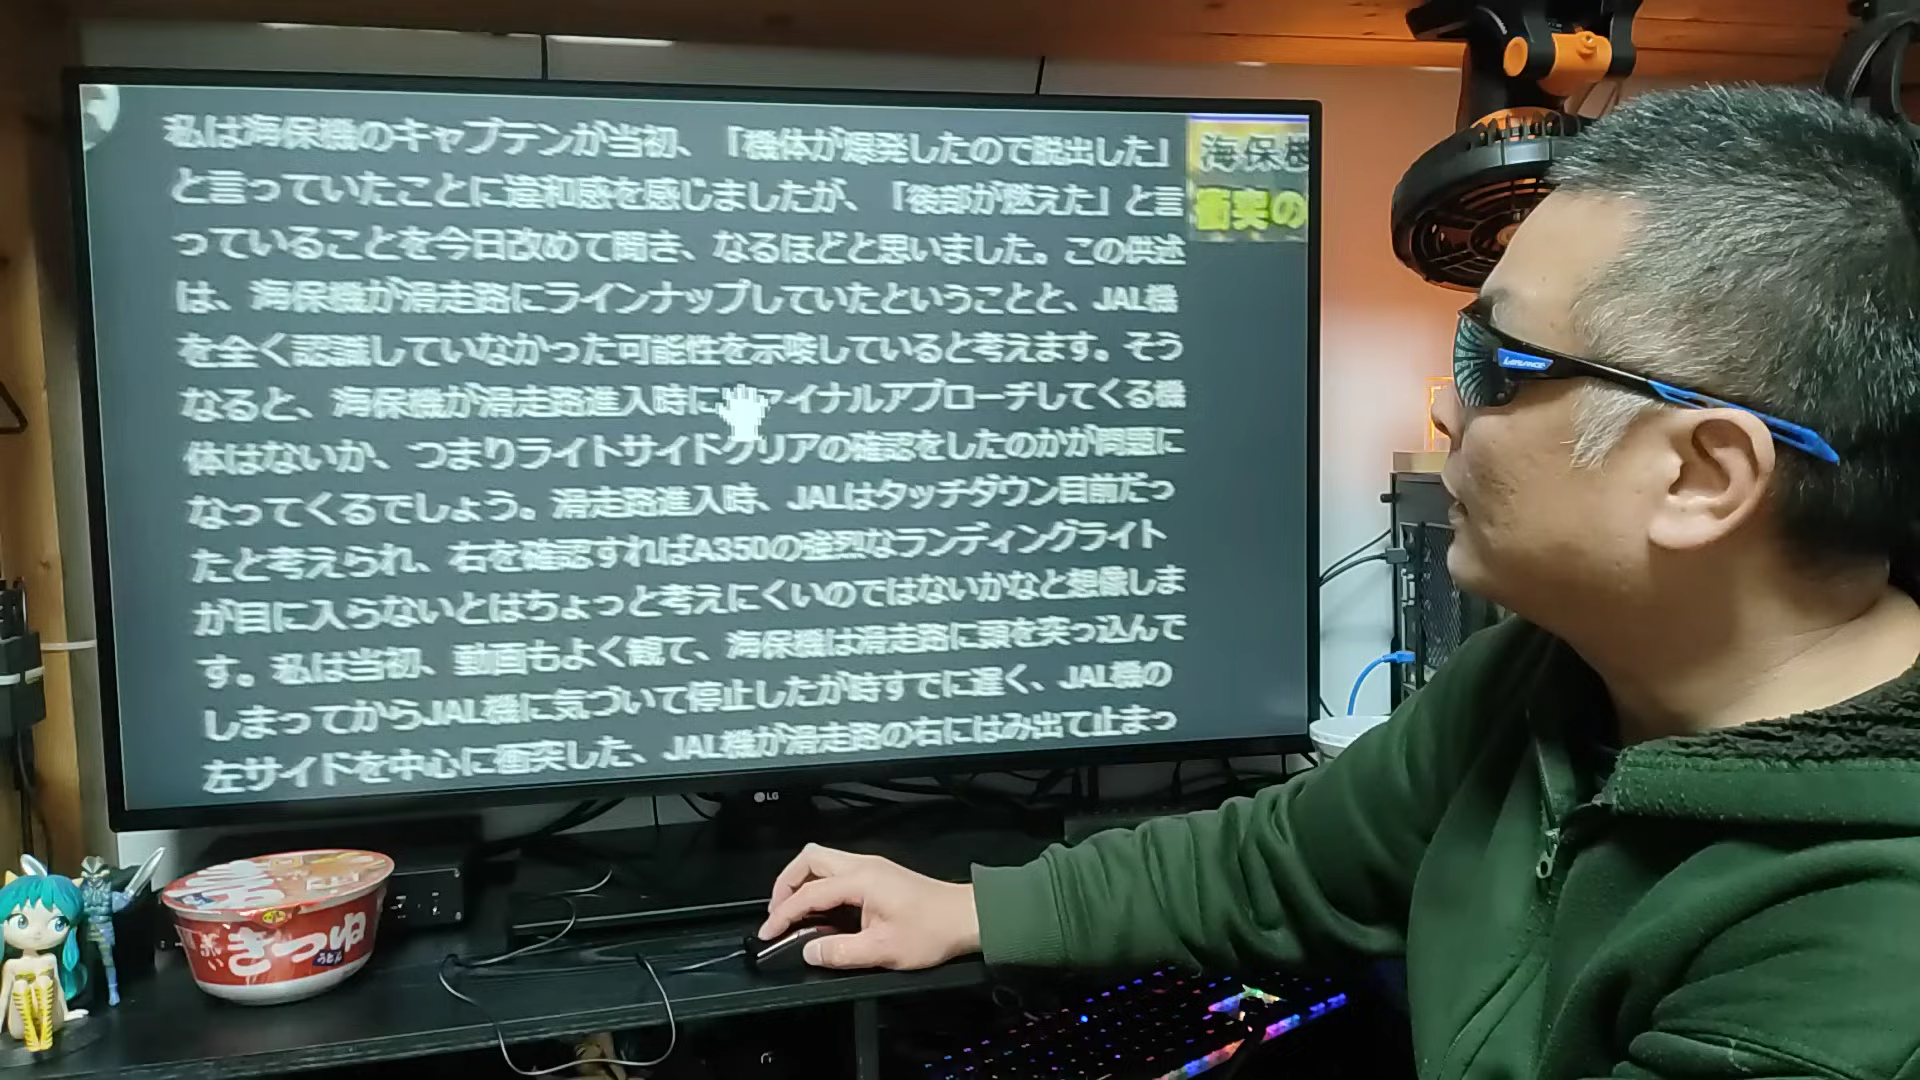 私は海保機のキャプテンが当初、「機体が爆発したので脱出した」
と言っていたことに違和感を感じましたが、「後部が燃えた」と言
っていることを今日改めて聞き、なるほどと思いました。この供述
は、海保機が滑走路にラインナップしていたということと、JAL機
を全く認識していなかった可能性を示唆していると考えます。そう
なると、海保機が滑走路進入時に ァイナルアプローチしてくる機
体はないか、つまりライトサイドクリアの確認をしたのかが問題に
なってくるでしょう。滑走路進入時、JALはタッチダウン目前だっ
たと考えられ、右を確認すればA350の強烈なランディングライト
が目に入らないとはちょっと考えにくいのではないかなと想像しま
す。私は当初、動画もよく観て、海保機は滑走路に頭を突っ込んで
しまってからJAL機に気づいて停止したが時すでに遅く、JAL機の
左サイドを中心に衝突した、JAL機が滑走路の右にはみ出て止まっ
海保機
衝突の
LG
赤い
きつね
うどん